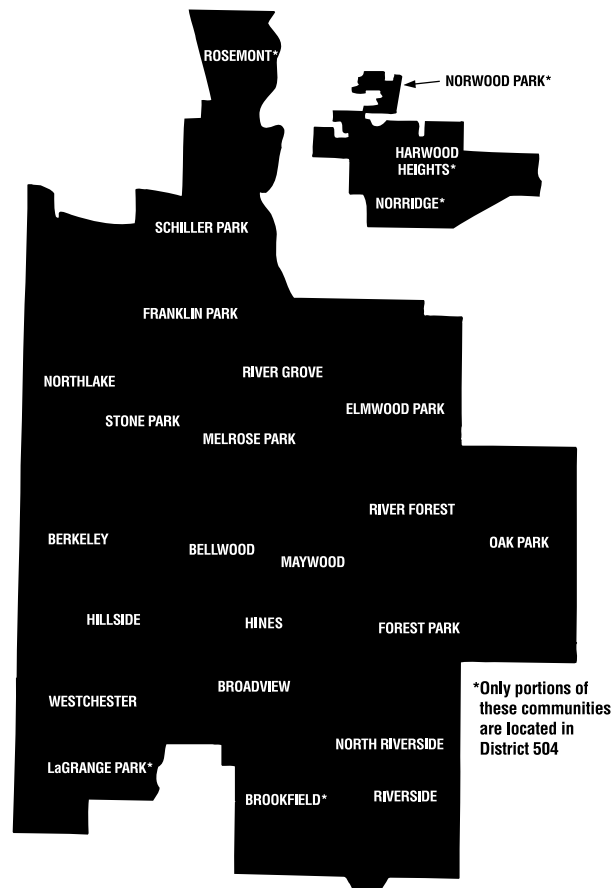 ROSEMONT*
NORWOOD PARK*
HARWOOD
HEIGHTS*
NORRIDGE*
SCHILLER PARK
FRANKLIN PARK
RIVER GROVE
NORTHLAKE
ELMWOOD PARK
STONE PARK
MELROSE PARK
RIVER FOREST
OAK PARK
BERKELEY
BELLWOOD
MAYWOOD
HILLSIDE
HINES
FOREST PARK
BROADVIEW
WESTCHESTER
*Only portions of
these communities
are located in
District 504
NORTH RIVERSIDE
LaGRANGE PARK*
BROOKFIELD*
RIVERSIDE